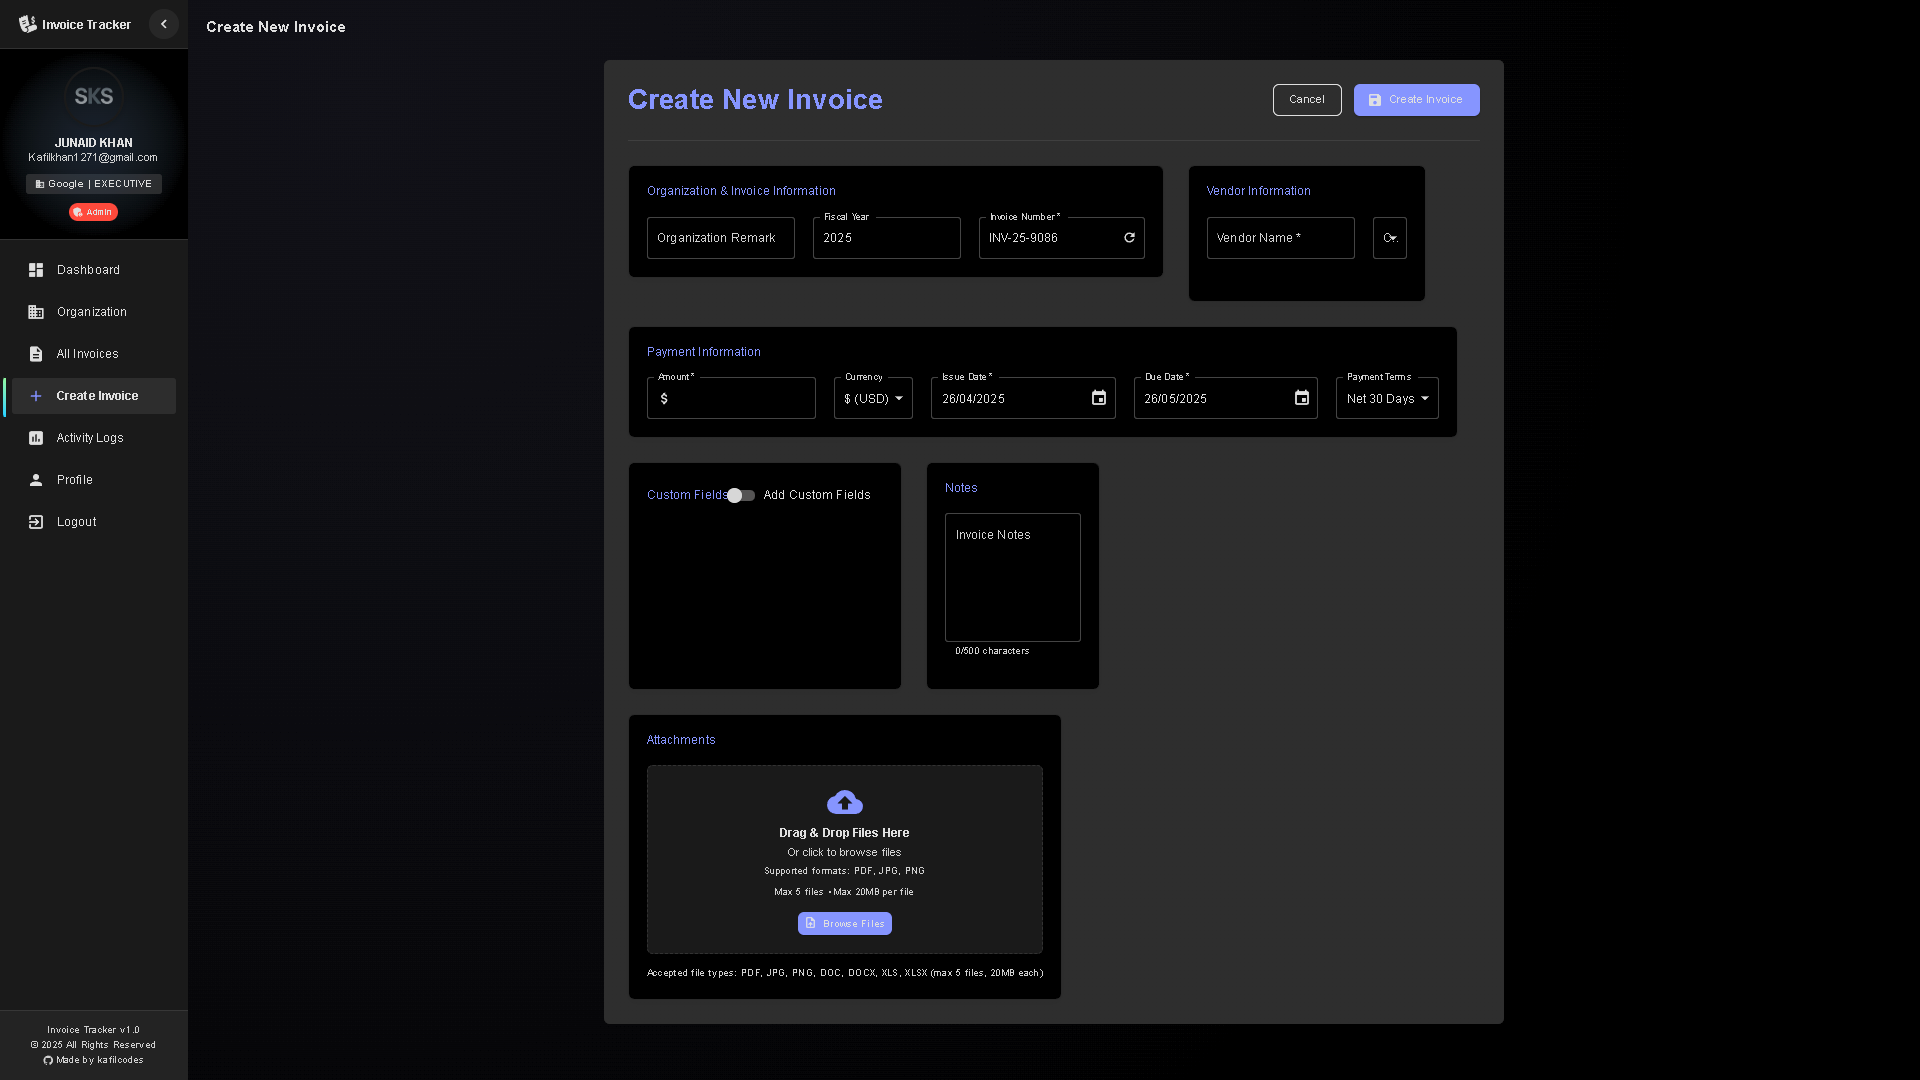 Invoice Tracker
SKS
JUNAID KHAN
Kafilkhan1271@gmail.com
Google | EXECUTIVE
Admin
Dashboard
Organization
All Invoices
Create Invoice
Activity Logs
Profile
Logout
Invoice Tracker v1.0
© 2025 All Rights Reserved
Made by kafilcodes
Create New Invoice
Create New Invoice
Cancel
Create Invoice
Organization & Invoice Information
Organization Remark
Fiscal Year
2025
Invoice Number *
INV-25-9086
Vendor Information
Vendor Name *
Payment Information
Amount *
$
Currency
$ (USD)
Issue Date *
26/04/2025
Due Date *
26/05/2025
Payment Terms
Net 30 Days
Custom Fields
Add Custom Fields
Notes
Invoice Notes
0/500 characters
Attachments
Drag & Drop Files Here
Or click to browse files
Supported formats: PDF, JPG, PNG
Max 5 files • Max 20MB per file
Browse Files
Accepted file types: PDF, JPG, PNG, DOC, DOCX, XLS, XLSX (max 5 files, 20MB each)